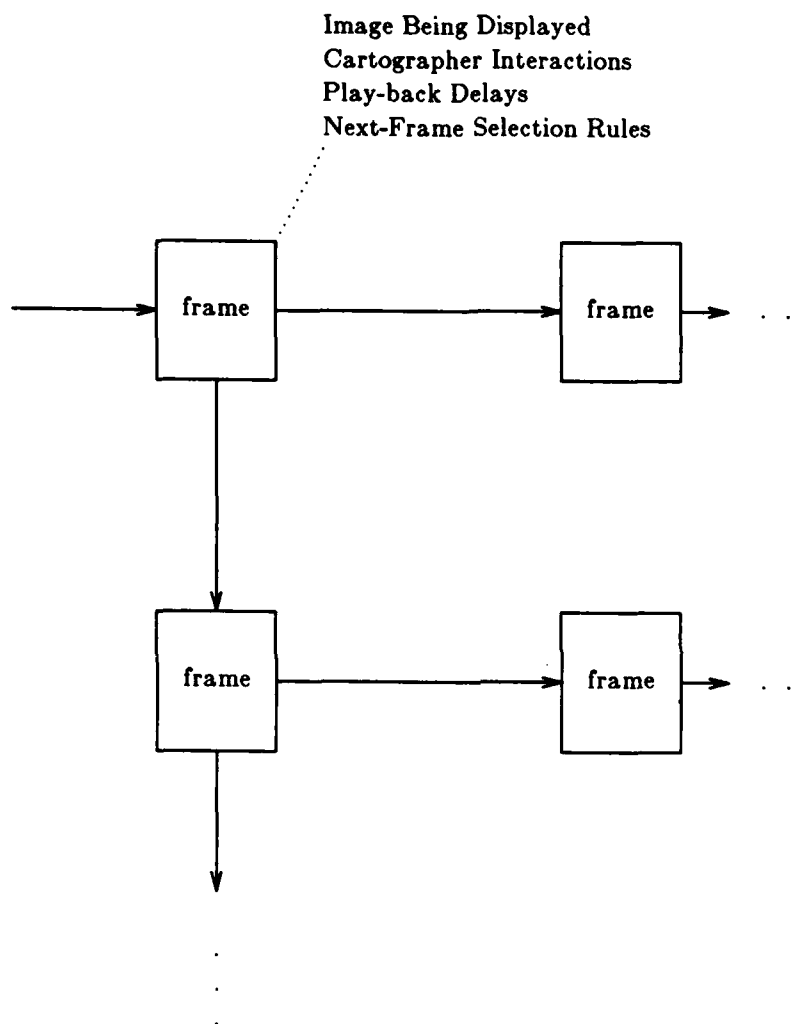 Image Being Displayed
Cartographer Interactions
Play-back Delays
Next-Frame Selection Rules
frame
frame
frame
frame